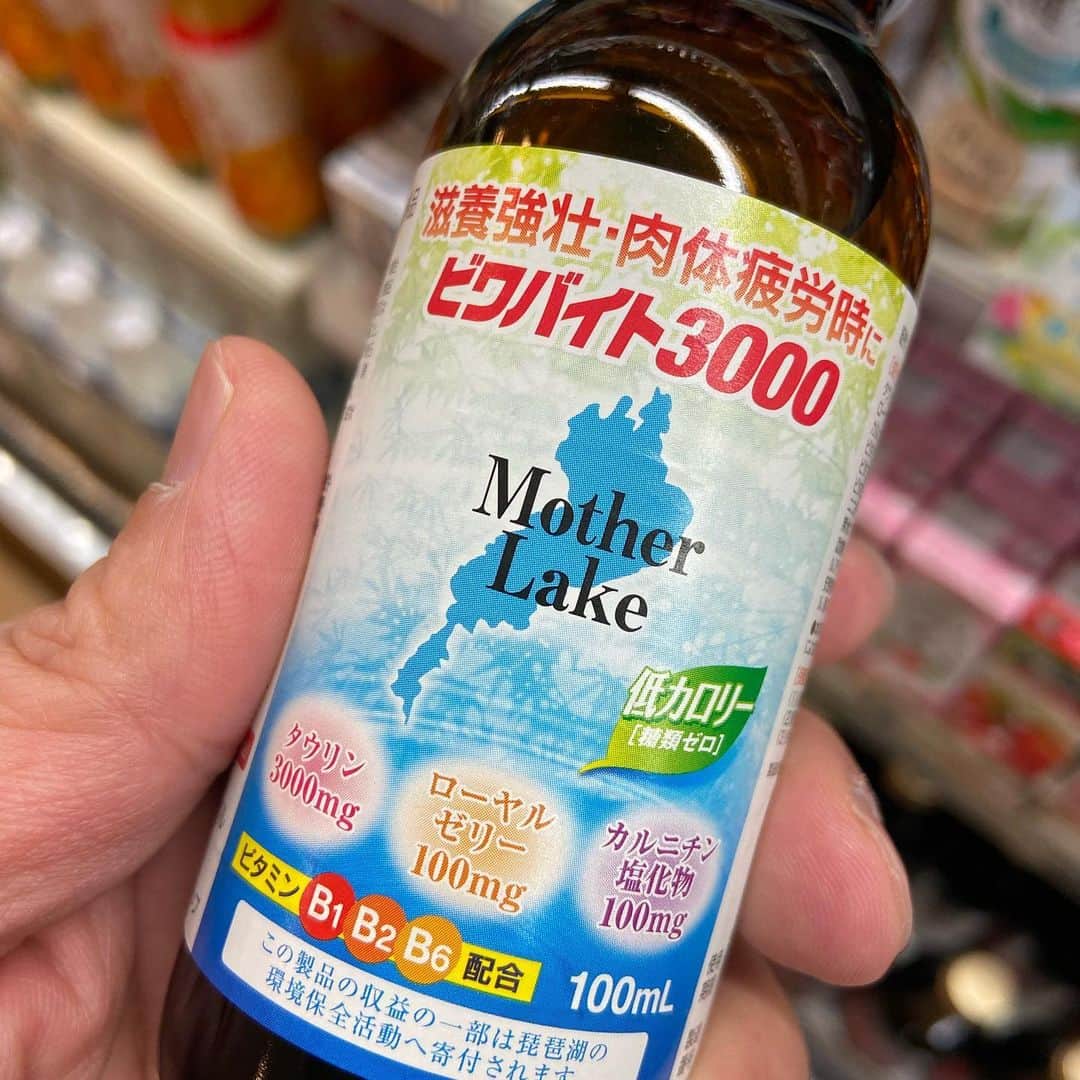 滋養強壮・肉体疲労時に
ビワバイト3000
Mother
Lake
低カロリー
[糖類ゼロ]
タウリン
3000mg
ローヤル
ゼリー
100mg
カルニチン
塩化物
100mg
ビタミン B1 B2 B6 配合
100mL
この製品の収益の一部は琵琶湖の
環境保全活動へ寄付されます